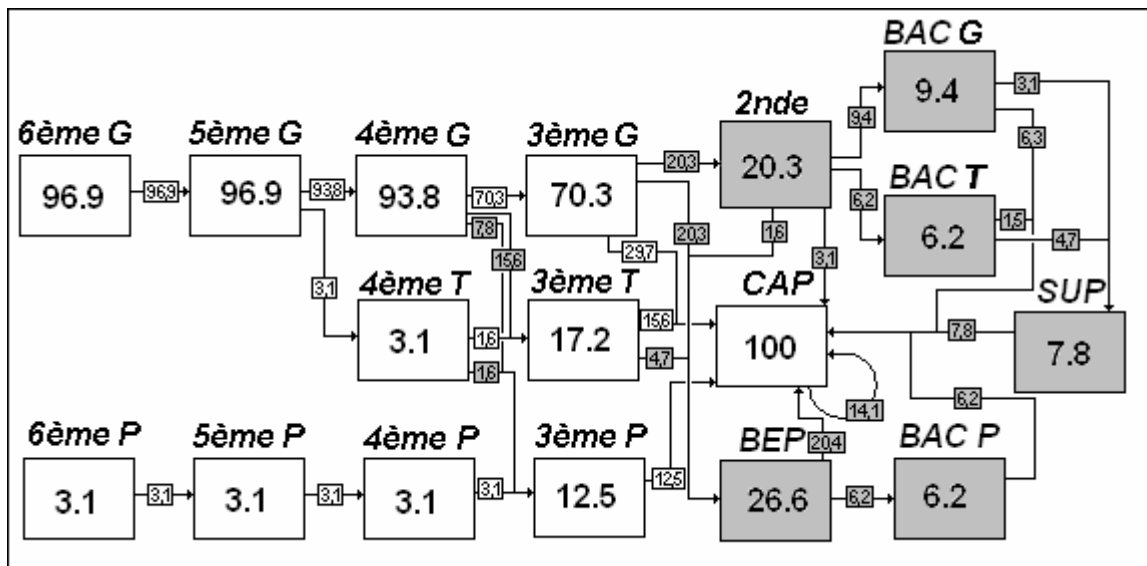 BAC G
9.4
3,1
6,3
9,4
2nde
20.3
20,3
6ème G
96.9
96,9
5ème G
96.9
93,8
4ème G
93.8
70,3
7,8
15,6
3ème G
70.3
20,3
29,7
1,6
3,1
6,2
BAC T
6.2
1,5
4,7
3,1
4ème T
3.1
1,6
1,6
3ème T
17.2
15,6
4,7
CAP
100
14,1
7,8
SUP
7.8
6,2
6ème P
3.1
3,1
5ème P
3.1
3,1
4ème P
3.1
3,1
3ème P
12.5
12,5
BEP
26.6
20,4
6,2
BAC P
6.2